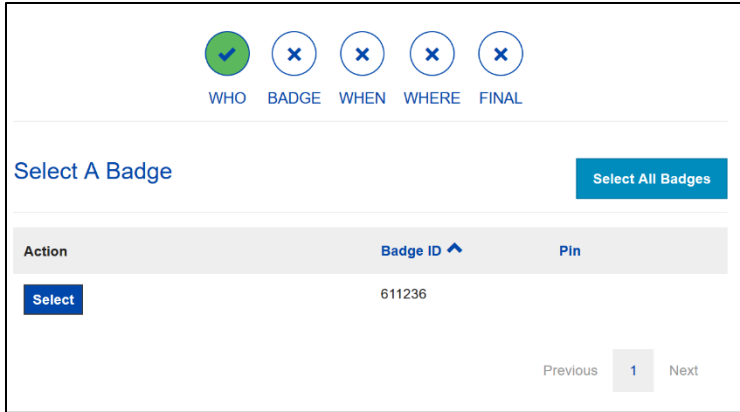 WHO BADGE WHEN WHERE FINAL
Select A Badge
Select All Badges
Action Badge ID Pin
Select 611236
Previous 1 Next